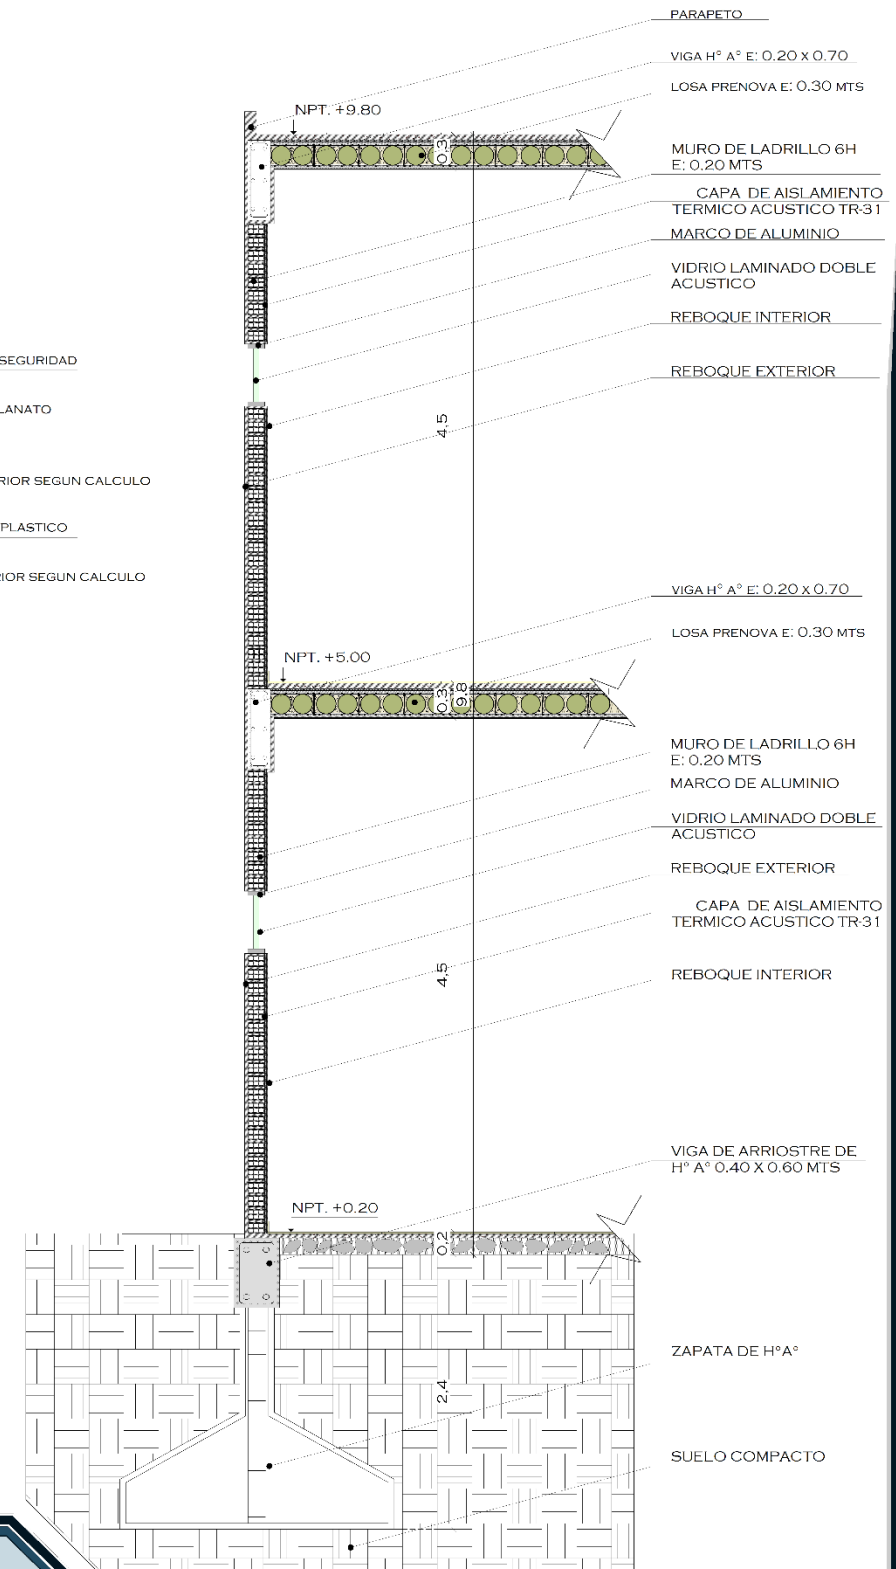 PARAPETO
VIGA H° A° E: 0.20 X 0.70
LOSA PRENOVA E: 0.30 MTS
NPT. +9.80
0,3
MURO DE LADRILLO 6H
E: 0.20 MTS
CAPA DE AISLAMIENTO
TERMICO ACUSTICO TR-31
MARCO DE ALUMINIO
VIDRIO LAMINADO DOBLE
ACUSTICO
REBOQUE INTERIOR
SEGURIDAD
REBOQUE EXTERIOR
LANATO
4,5
RIOR SEGUN CALCULO
PLASTICO
RIOR SEGUN CALCULO
VIGA H° A° E: 0.20 X 0.70
LOSA PRENOVA E: 0.30 MTS
NPT. +5.00
0,3
9,8
MURO DE LADRILLO 6H
E: 0.20 MTS
MARCO DE ALUMINIO
VIDRIO LAMINADO DOBLE
ACUSTICO
REBOQUE EXTERIOR
CAPA DE AISLAMIENTO
TERMICO ACUSTICO TR-31
4,5
REBOQUE INTERIOR
VIGA DE ARRIOSTRE DE
H° A° 0.40 X 0.60 MTS
NPT. +0.20
0,2
ZAPATA DE H°A°
2,4
SUELO COMPACTO